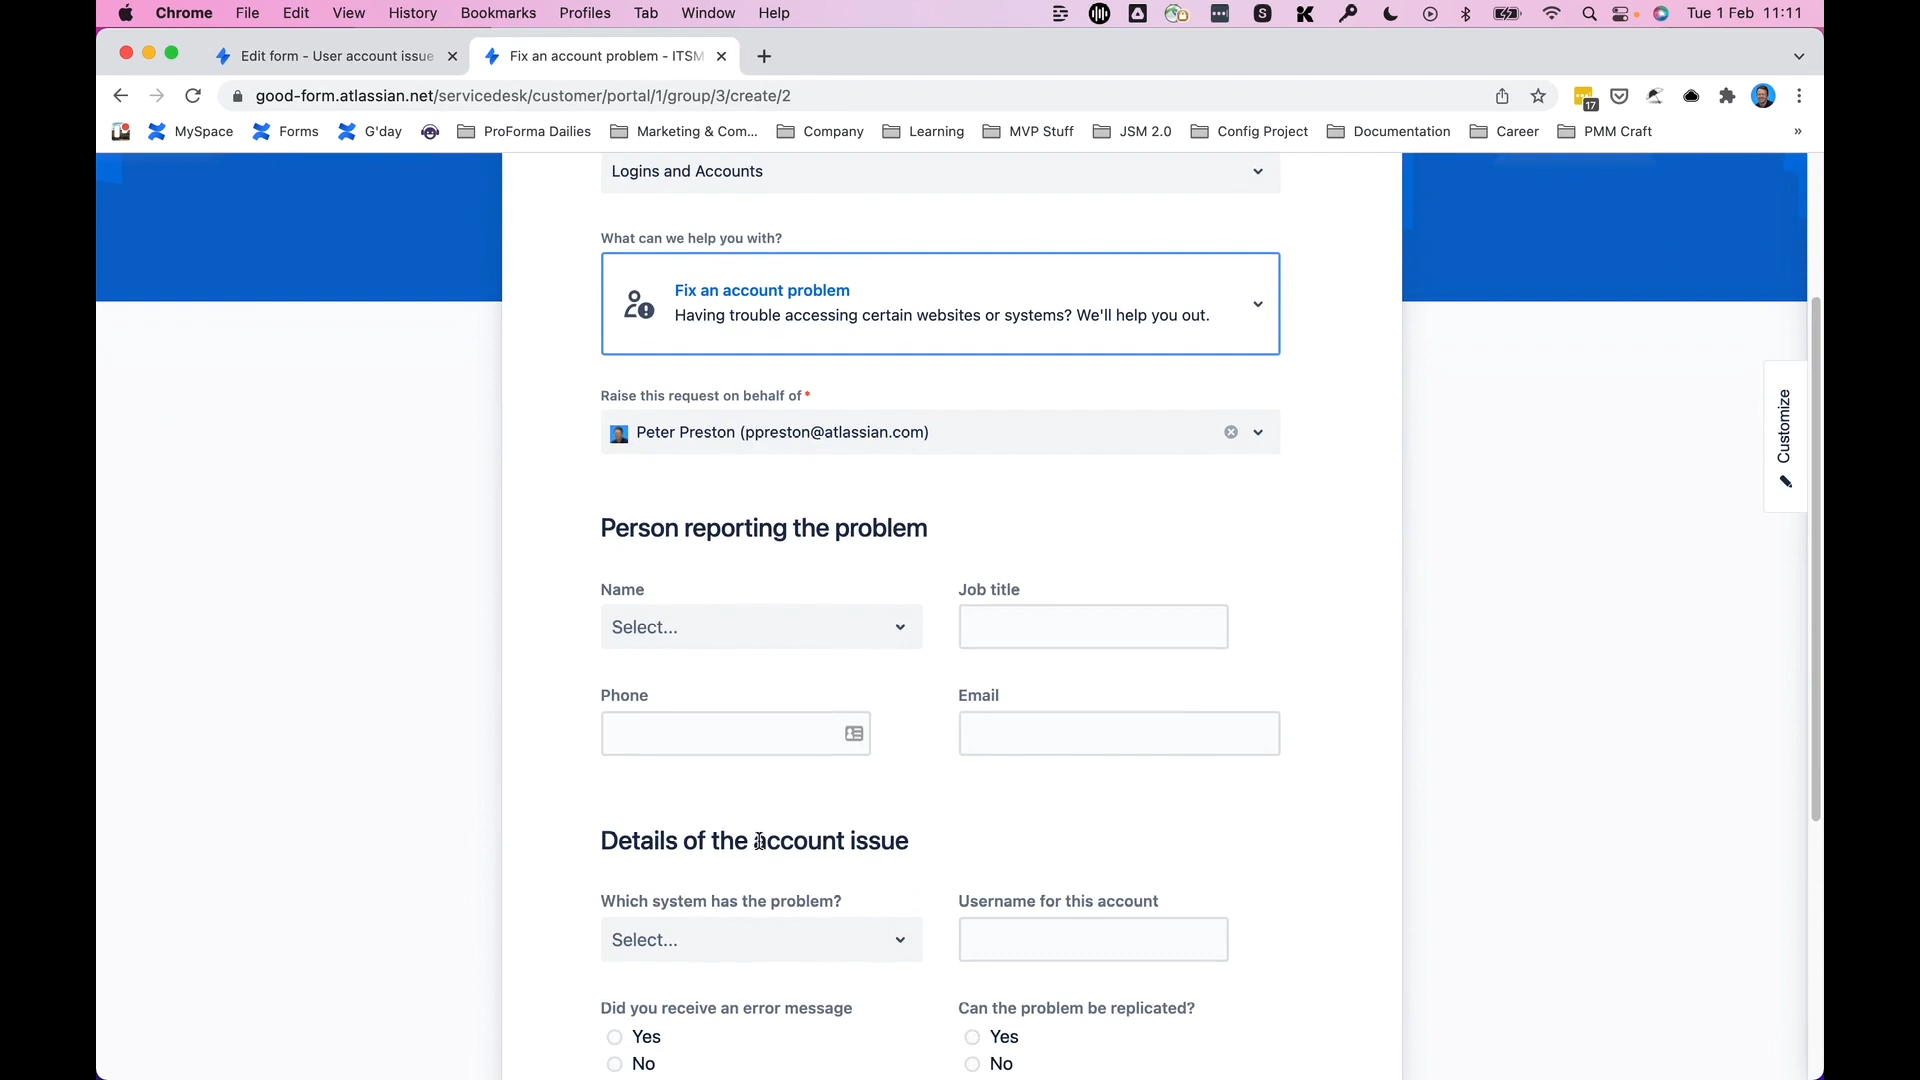 Chrome File Edit View History Bookmarks Profiles Tab Window Help S Tue 1 Feb 11:11
Edit form - User account issue Fix an account problem - ITSM
good-form.atlassian.net/servicedesk/customer/portal/1/group/3/create/2 17
MySpace Forms G'day ProForma Dailies Marketing & Com... Company Learning MVP Stuff JSM 2.0 Config Project Documentation Career PMM Craft »
Logins and Accounts
What can we help you with?
Fix an account problem
Having trouble accessing certain websites or systems? We'll help you out.
Raise this request on behalf of *
Peter Preston (ppreston@atlassian.com)
Customize
Person reporting the problem
Name Job title
Select...
Phone Email
Details of the account issue
Which system has the problem? Username for this account
Select...
Did you receive an error message Can the problem be replicated?
Yes Yes
No No